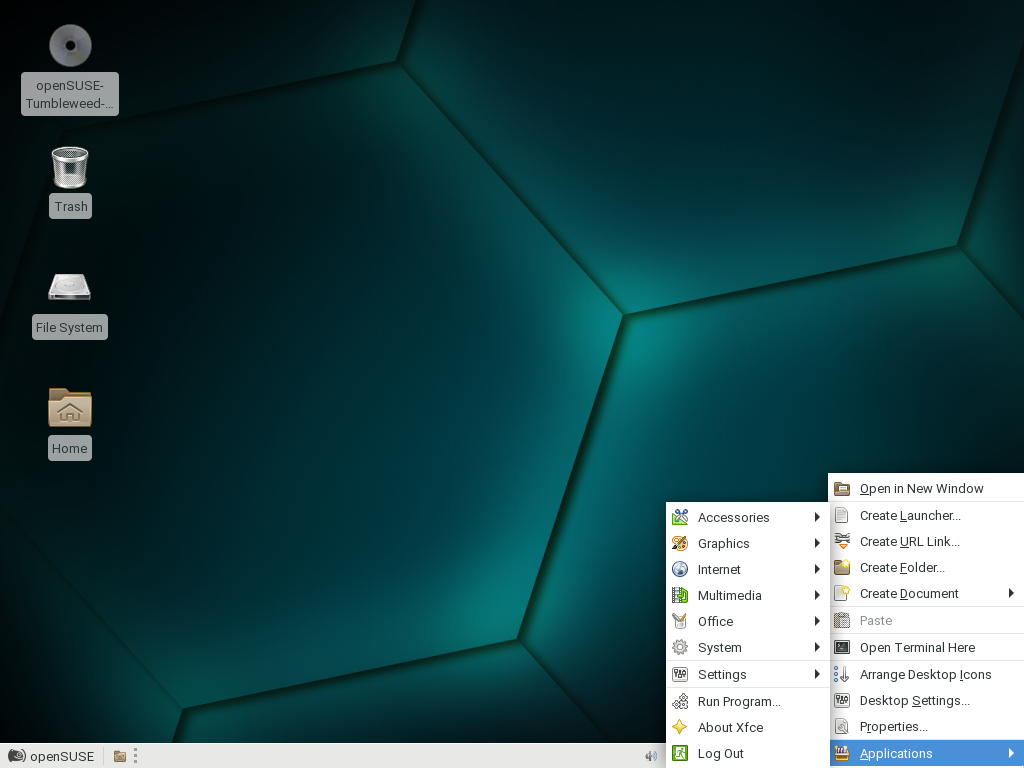 openSUSE-
Tumbleweed-...
Trash
File System
Home
Open in New Window
Create Launcher...
Create URL Link...
Create Folder...
Create Document
Paste
Open Terminal Here
Arrange Desktop Icons
Desktop Settings...
Properties...
Applications
Accessories
Graphics
Internet
Multimedia
Office
System
Settings
Run Program...
About Xfce
Log Out
openSUSE